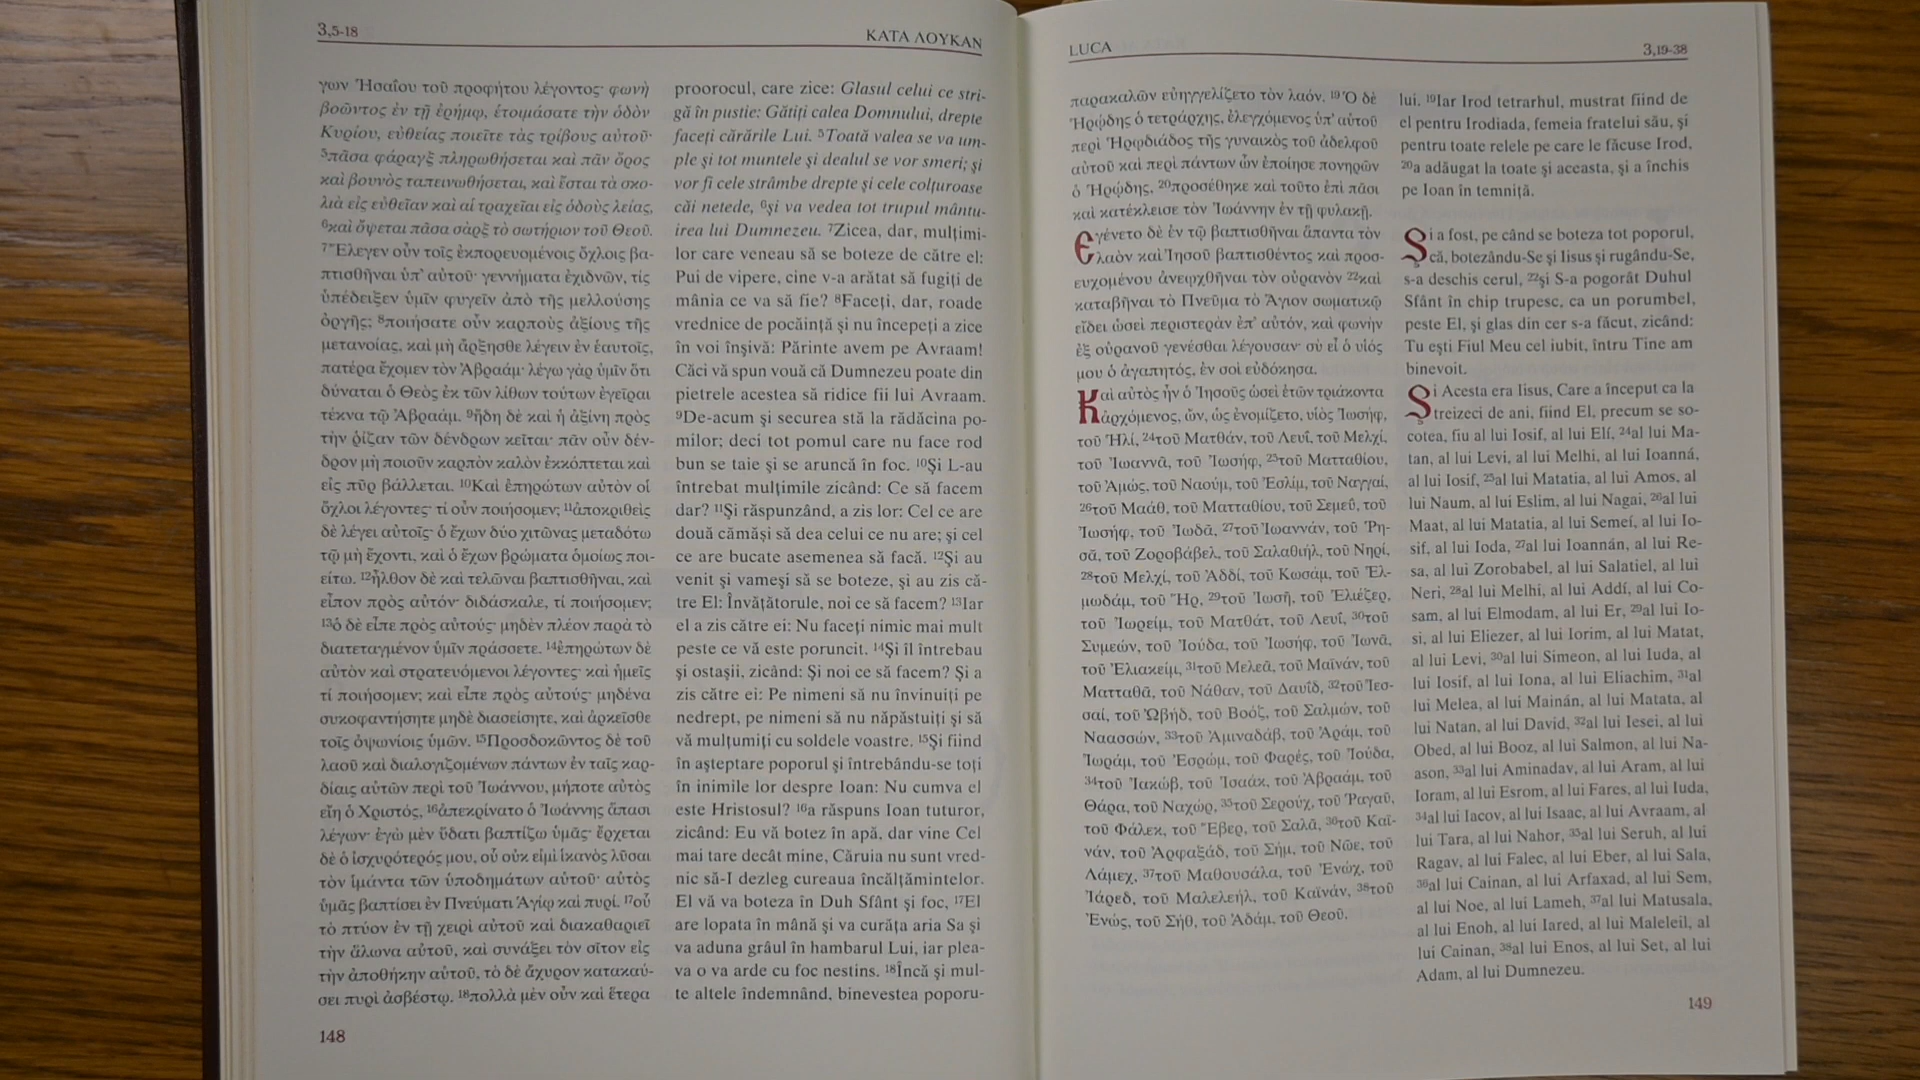 3,5-18
ΚΑΤΑ ΛΟΥΚΑΝ
γων Ἠσαΐου τοῦ προφήτου λέγοντος· φωνὴ
βοῶντος ἐν τῇ ἐρήμῳ, ἑτοιμάσατε τὴν ὁδὸν
Κυρίου, εὐθείας ποιεῖτε τὰς τρίβους αὐτοῦ·
⁵πᾶσα φάραγξ πληρωθήσεται καὶ πᾶν ὄρος
καὶ βουνὸς ταπεινωθήσεται, καὶ ἔσται τὰ σκο-
λιὰ εἰς εὐθεῖαν καὶ αἱ τραχεῖαι εἰς ὁδοὺς λείας,
⁶καὶ ὄψεται πᾶσα σὰρξ τὸ σωτήριον τοῦ Θεοῦ.
⁷Ἔλεγεν οὖν τοῖς ἐκπορευομένοις ὄχλοις βα-
πτισθῆναι ὑπ' αὐτοῦ· γεννήματα ἐχιδνῶν, τίς
ὑπέδειξεν ὑμῖν φυγεῖν ἀπὸ τῆς μελλούσης
ὀργῆς; ⁸ποιήσατε οὖν καρποὺς ἀξίους τῆς
μετανοίας, καὶ μὴ ἄρξησθε λέγειν ἐν ἑαυτοῖς,
πατέρα ἔχομεν τὸν Ἀβραάμ· λέγω γὰρ ὑμῖν ὅτι
δύναται ὁ Θεὸς ἐκ τῶν λίθων τούτων ἐγεῖραι
τέκνα τῷ Ἀβραάμ. ⁹ἤδη δὲ καὶ ἡ ἀξίνη πρὸς
τὴν ῥίζαν τῶν δένδρων κεῖται· πᾶν οὖν δέν-
δρον μὴ ποιοῦν καρπὸν καλὸν ἐκκόπτεται καὶ
εἰς πῦρ βάλλεται. ¹⁰Καὶ ἐπηρώτων αὐτὸν οἱ
ὄχλοι λέγοντες· τί οὖν ποιήσομεν; ¹¹ἀποκριθεὶς
δὲ λέγει αὐτοῖς· ὁ ἔχων δύο χιτῶνας μεταδότω
τῷ μὴ ἔχοντι, καὶ ὁ ἔχων βρώματα ὁμοίως ποι-
είτω. ¹²ἦλθον δὲ καὶ τελῶναι βαπτισθῆναι, καὶ
εἶπον πρὸς αὐτόν· διδάσκαλε, τί ποιήσομεν;
¹³ὁ δὲ εἶπε πρὸς αὐτούς· μηδὲν πλέον παρὰ τὸ
διατεταγμένον ὑμῖν πράσσετε. ¹⁴ἐπηρώτων δὲ
αὐτὸν καὶ στρατευόμενοι λέγοντες· καὶ ἡμεῖς
τί ποιήσομεν; καὶ εἶπε πρὸς αὐτούς· μηδένα
συκοφαντήσητε μηδὲ διασείσητε, καὶ ἀρκεῖσθε
τοῖς ὀψωνίοις ὑμῶν. ¹⁵Προσδοκῶντος δὲ τοῦ
λαοῦ καὶ διαλογιζομένων πάντων ἐν ταῖς καρ-
δίαις αὐτῶν περὶ τοῦ Ἰωάννου, μήποτε αὐτὸς
εἴη ὁ Χριστός, ¹⁶ἀπεκρίνατο ὁ Ἰωάννης ἅπασι
λέγων· ἐγὼ μὲν ὕδατι βαπτίζω ὑμᾶς· ἔρχεται
δὲ ὁ ἰσχυρότερός μου, οὗ οὐκ εἰμὶ ἱκανὸς λῦσαι
τὸν ἱμάντα τῶν ὑποδημάτων αὐτοῦ· αὐτὸς
ὑμᾶς βαπτίσει ἐν Πνεύματι Ἁγίῳ καὶ πυρί. ¹⁷οὗ
τὸ πτύον ἐν τῇ χειρὶ αὐτοῦ καὶ διακαθαριεῖ
τὴν ἅλωνα αὐτοῦ, καὶ συνάξει τὸν σῖτον εἰς
τὴν ἀποθήκην αὐτοῦ, τὸ δὲ ἄχυρον κατακαύ-
σει πυρὶ ἀσβέστῳ. ¹⁸πολλὰ μὲν οὖν καὶ ἕτερα
148
proorocul, care zice: Glasul celui ce stri-
gă în pustie: Gătiţi calea Domnului, drepte
faceţi cărările Lui. ⁵Toată valea se va um-
ple şi tot muntele şi dealul se vor smeri; şi
vor fi cele strâmbe drepte şi cele colţuroase
căi netede, ⁶şi va vedea tot trupul mântu-
irea lui Dumnezeu. ⁷Zicea, dar, mulţimi-
lor care veneau să se boteze de către el:
Pui de vipere, cine v-a arătat să fugiţi de
mânia ce va să fie? ⁸Faceţi, dar, roade
vrednice de pocăinţă şi nu începeţi a zice
în voi înşivă: Părinte avem pe Avraam!
Căci vă spun vouă că Dumnezeu poate din
pietrele acestea să ridice fii lui Avraam.
⁹De-acum şi securea stă la rădăcina po-
milor; deci tot pomul care nu face rod
bun se taie şi se aruncă în foc. ¹⁰Şi L-au
întrebat mulţimile zicând: Ce să facem
dar? ¹¹Şi răspunzând, a zis lor: Cel ce are
două cămăşi să dea celui ce nu are; şi cel
ce are bucate asemenea să facă. ¹²Şi au
venit şi vameşi să se boteze, şi au zis că-
tre El: Învăţătorule, noi ce să facem? ¹³Iar
el a zis către ei: Nu faceţi nimic mai mult
peste ce vă este poruncit. ¹⁴Şi îl întrebau
şi ostaşii, zicând: Şi noi ce să facem? Şi a
zis către ei: Pe nimeni să nu învinuiţi pe
nedrept, pe nimeni să nu năpăstuiţi şi să
vă mulţumiţi cu soldele voastre. ¹⁵Şi fiind
în aşteptare poporul şi întrebându-se toţi
în inimile lor despre Ioan: Nu cumva el
este Hristosul? ¹⁶a răspuns Ioan tuturor,
zicând: Eu vă botez în apă, dar vine Cel
mai tare decât mine, Căruia nu sunt vred-
nic să-I dezleg cureaua încălţămintelor.
El vă va boteza în Duh Sfânt şi foc, ¹⁷El
are lopata în mână şi va curăţa aria Sa şi
va aduna grâul în hambarul Lui, iar plea-
va o va arde cu foc nestins. ¹⁸Încă şi mul-
te altele îndemnând, binevestea poporu-
LUCA
3,19-38
παρακαλῶν εὐηγγελίζετο τὸν λαόν. ¹⁹Ὁ δὲ
Ἡρῴδης ὁ τετράρχης, ἐλεγχόμενος ὑπ' αὐτοῦ
περὶ Ἡρῳδιάδος τῆς γυναικὸς τοῦ ἀδελφοῦ
αὐτοῦ καὶ περὶ πάντων ὧν ἐποίησε πονηρῶν
ὁ Ἡρῴδης, ²⁰προσέθηκε καὶ τοῦτο ἐπὶ πᾶσι
καὶ κατέκλεισε τὸν Ἰωάννην ἐν τῇ φυλακῇ.
Εγένετο δὲ ἐν τῷ βαπτισθῆναι ἅπαντα τὸν
λαὸν καὶ Ἰησοῦ βαπτισθέντος καὶ προσ-
ευχομένου ἀνεῳχθῆναι τὸν οὐρανὸν ²²καὶ
καταβῆναι τὸ Πνεῦμα τὸ Ἅγιον σωματικῷ
εἴδει ὡσεὶ περιστερὰν ἐπ' αὐτόν, καὶ φωνὴν
ἐξ οὐρανοῦ γενέσθαι λέγουσαν· σὺ εἶ ὁ υἱός
μου ὁ ἀγαπητός, ἐν σοὶ εὐδόκησα.
Καὶ αὐτὸς ἦν ὁ Ἰησοῦς ὡσεὶ ἐτῶν τριάκοντα
ἀρχόμενος, ὤν, ὡς ἐνομίζετο, υἱὸς Ἰωσήφ,
τοῦ Ἠλί, ²⁴τοῦ Ματθάν, τοῦ Λευΐ, τοῦ Μελχί,
τοῦ Ἰωαννᾶ, τοῦ Ἰωσήφ, ²⁵τοῦ Ματταθίου,
τοῦ Ἀμώς, τοῦ Ναούμ, τοῦ Ἐσλίμ, τοῦ Ναγγαί,
²⁶τοῦ Μαάθ, τοῦ Ματταθίου, τοῦ Σεμεΰ, τοῦ
Ἰωσήφ, τοῦ Ἰωδᾶ, ²⁷τοῦ Ἰωαννάν, τοῦ Ῥη-
σᾶ, τοῦ Ζοροβάβελ, τοῦ Σαλαθιήλ, τοῦ Νηρί,
²⁸τοῦ Μελχί, τοῦ Ἀδδί, τοῦ Κωσάμ, τοῦ Ἐλ-
μωδάμ, τοῦ Ἤρ, ²⁹τοῦ Ἰωσῆ, τοῦ Ἐλιέζερ,
τοῦ Ἰωρείμ, τοῦ Ματθάτ, τοῦ Λευΐ, ³⁰τοῦ
Συμεών, τοῦ Ἰούδα, τοῦ Ἰωσήφ, τοῦ Ἰωνᾶ,
τοῦ Ἐλιακείμ, ³¹τοῦ Μελεᾶ, τοῦ Μαϊνάν, τοῦ
Ματταθᾶ, τοῦ Νάθαν, τοῦ Δαυΐδ, ³²τοῦ Ἰεσ-
σαί, τοῦ Ὠβήδ, τοῦ Βοόζ, τοῦ Σαλμών, τοῦ
Ναασσών, ³³τοῦ Ἀμιναδάβ, τοῦ Ἀράμ, τοῦ
Ἰωράμ, τοῦ Ἐσρώμ, τοῦ Φαρές, τοῦ Ἰούδα,
³⁴τοῦ Ἰακώβ, τοῦ Ἰσαάκ, τοῦ Ἀβραάμ, τοῦ
Θάρα, τοῦ Ναχώρ, ³⁵τοῦ Σερούχ, τοῦ Ῥαγαῦ,
τοῦ Φάλεκ, τοῦ Ἔβερ, τοῦ Σαλᾶ, ³⁶τοῦ Καϊ-
νάν, τοῦ Ἀρφαξάδ, τοῦ Σήμ, τοῦ Νῶε, τοῦ
Λάμεχ, ³⁷τοῦ Μαθουσάλα, τοῦ Ἐνώχ, τοῦ
Ἰάρεδ, τοῦ Μαλελεήλ, τοῦ Καϊνάν, ³⁸τοῦ
Ἐνώς, τοῦ Σήθ, τοῦ Ἀδάμ, τοῦ Θεοῦ.
lui. ¹⁹Iar Irod tetrarhul, mustrat fiind de
el pentru Irodiada, femeia fratelui său, şi
pentru toate relele pe care le făcuse Irod,
²⁰a adăugat la toate şi aceasta, şi a închis
pe Ioan în temniţă.
Şi a fost, pe când se boteza tot poporul,
că, botezându-Se şi Iisus şi rugându-Se,
s-a deschis cerul, ²²şi S-a pogorât Duhul
Sfânt în chip trupesc, ca un porumbel,
peste El, şi glas din cer s-a făcut, zicând:
Tu eşti Fiul Meu cel iubit, întru Tine am
binevoit.
Şi Acesta era Iisus, Care a început ca la
treizeci de ani, fiind El, precum se so-
cotea, fiu al lui Iosif, al lui Elí, ²⁴al lui Ma-
tan, al lui Levi, al lui Melhi, al lui Ioanná,
al lui Iosif, ²⁵al lui Matatia, al lui Amos, al
lui Naum, al lui Eslim, al lui Nagai, ²⁶al lui
Maat, al lui Matatia, al lui Semeí, al lui Io-
sif, al lui Ioda, ²⁷al lui Ioannán, al lui Re-
sa, al lui Zorobabel, al lui Salatiel, al lui
Neri, ²⁸al lui Melhi, al lui Addí, al lui Co-
sam, al lui Elmodam, al lui Er, ²⁹al lui Io-
si, al lui Eliezer, al lui Iorim, al lui Matat,
al lui Levi, ³⁰al lui Simeon, al lui Iuda, al
lui Iosif, al lui Iona, al lui Eliachim, ³¹al
lui Melea, al lui Mainán, al lui Matata, al
lui Natan, al lui David, ³²al lui Iesei, al lui
Obed, al lui Booz, al lui Salmon, al lui Na-
ason, ³³al lui Aminadav, al lui Aram, al lui
Ioram, al lui Esrom, al lui Fares, al lui Iuda,
³⁴al lui Iacov, al lui Isaac, al lui Avraam, al
lui Tara, al lui Nahor, ³⁵al lui Seruh, al lui
Ragav, al lui Falec, al lui Eber, al lui Sala,
³⁶al lui Cainan, al lui Arfaxad, al lui Sem,
al lui Noe, al lui Lameh, ³⁷al lui Matusala,
al lui Enoh, al lui Iared, al lui Maleleil, al
lui Cainan, ³⁸al lui Enos, al lui Set, al lui
Adam, al lui Dumnezeu.
149